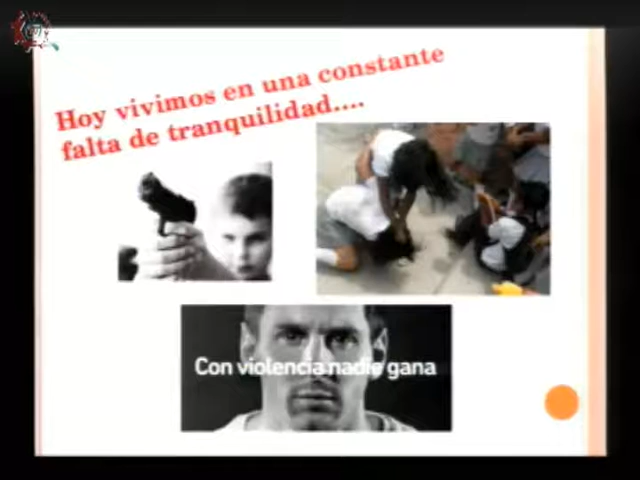 Hoy vivimos en una constante
falta de tranquilidad....
Con violencia nadie gana